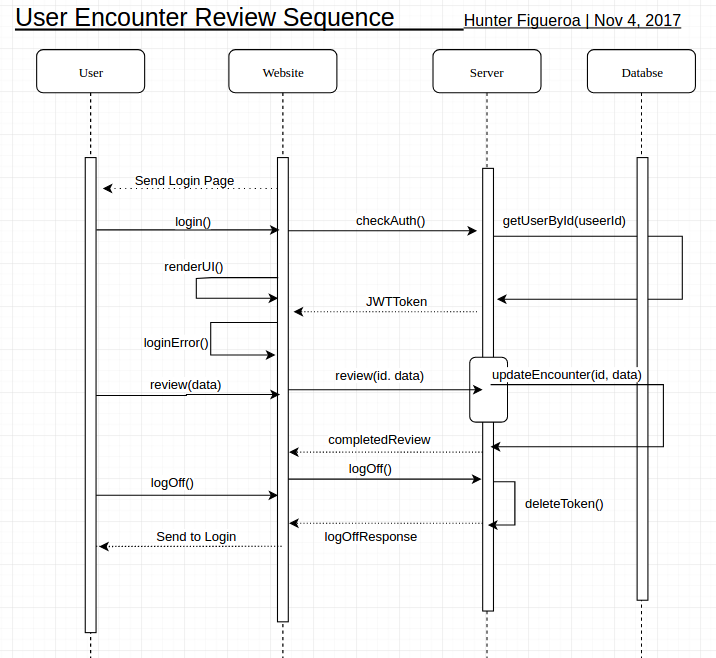 User Encounter Review Sequence
Hunter Figueroa | Nov 4, 2017
User
Website
Server
Databse
Send Login Page
login()
checkAuth()
getUserById(useerId)
renderUI()
JWTToken
loginError()
review(data)
review(id. data)
updateEncounter(id, data)
completedReview
logOff()
logOff()
deleteToken()
Send to Login
logOffResponse